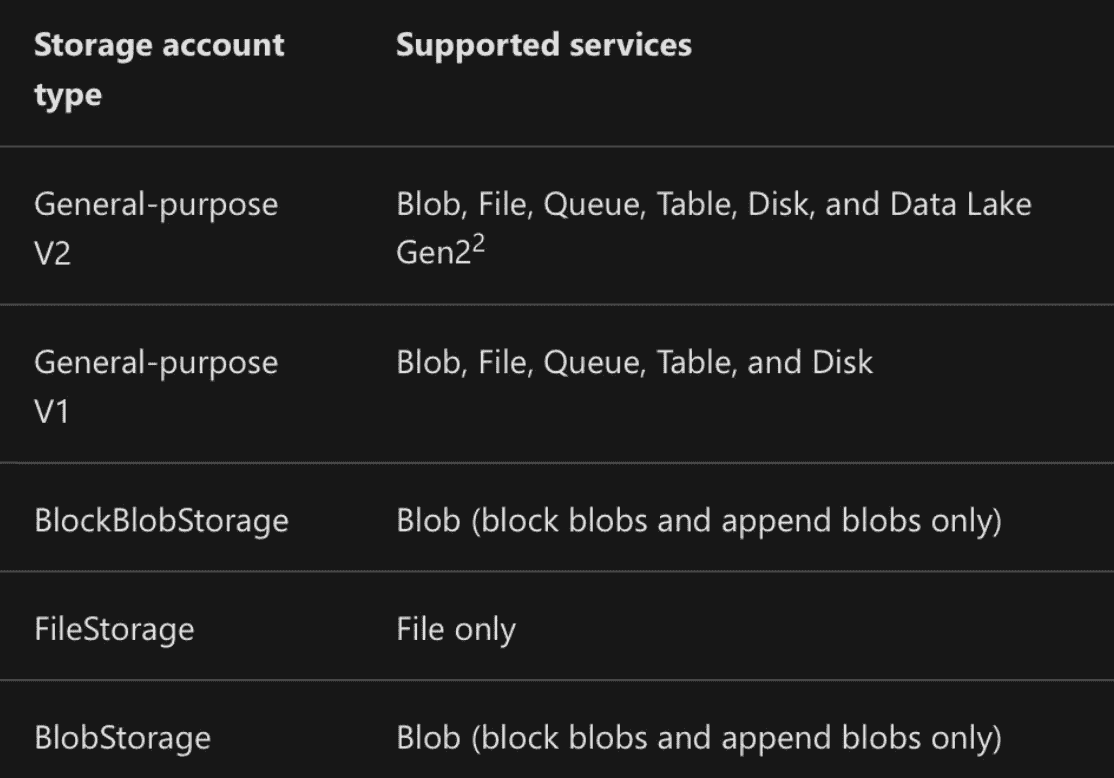 Storage account
type
Supported services
General-purpose
V2
Blob, File, Queue, Table, Disk, and Data Lake
Gen2²
General-purpose
V1
Blob, File, Queue, Table, and Disk
BlockBlobStorage
Blob (block blobs and append blobs only)
FileStorage
File only
BlobStorage
Blob (block blobs and append blobs only)